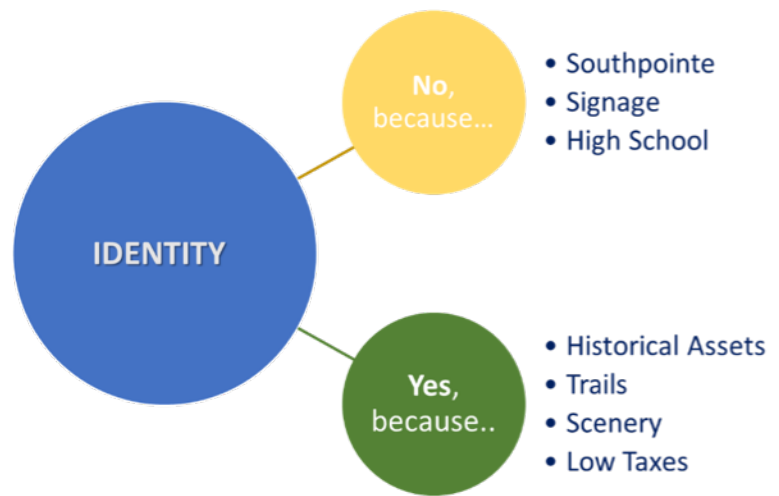 IDENTITY
No,
because...
• Southpointe
• Signage
• High School
Yes,
because..
• Historical Assets
• Trails
• Scenery
• Low Taxes